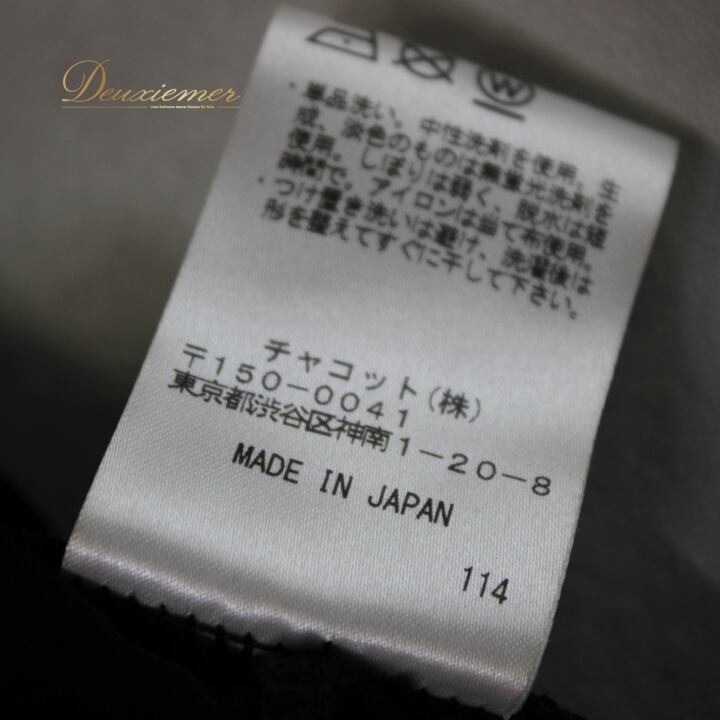 Deuxiemer
W
・単品洗い。中性洗剤を使用。生
成、淡色のものは無蛍光洗剤を
使用。しぼりは弱く、脱水は短
時間で。アイロンは当て布使用。
・つけ置き洗いは避け、洗濯後は
形を整えてすぐに干して下さい。
チャコット(株)
〒150-0041
東京都渋谷区神南1-20-8
MADE IN JAPAN
114